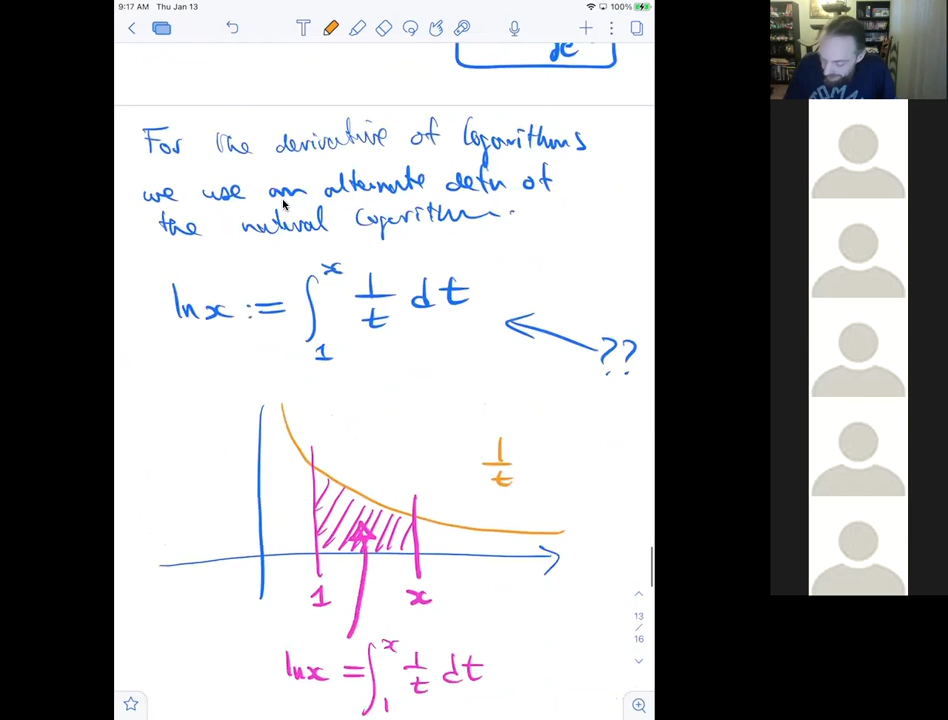 9:17 AM Thu Jan 13
100%
T
For the derivative of logarithms
we use an alternate defn of
the natural logarithm.
ln x := ∫₁ˣ 1/t dt
??
1/t
1 x
ln x = ∫₁ˣ 1/t dt
13
/
16